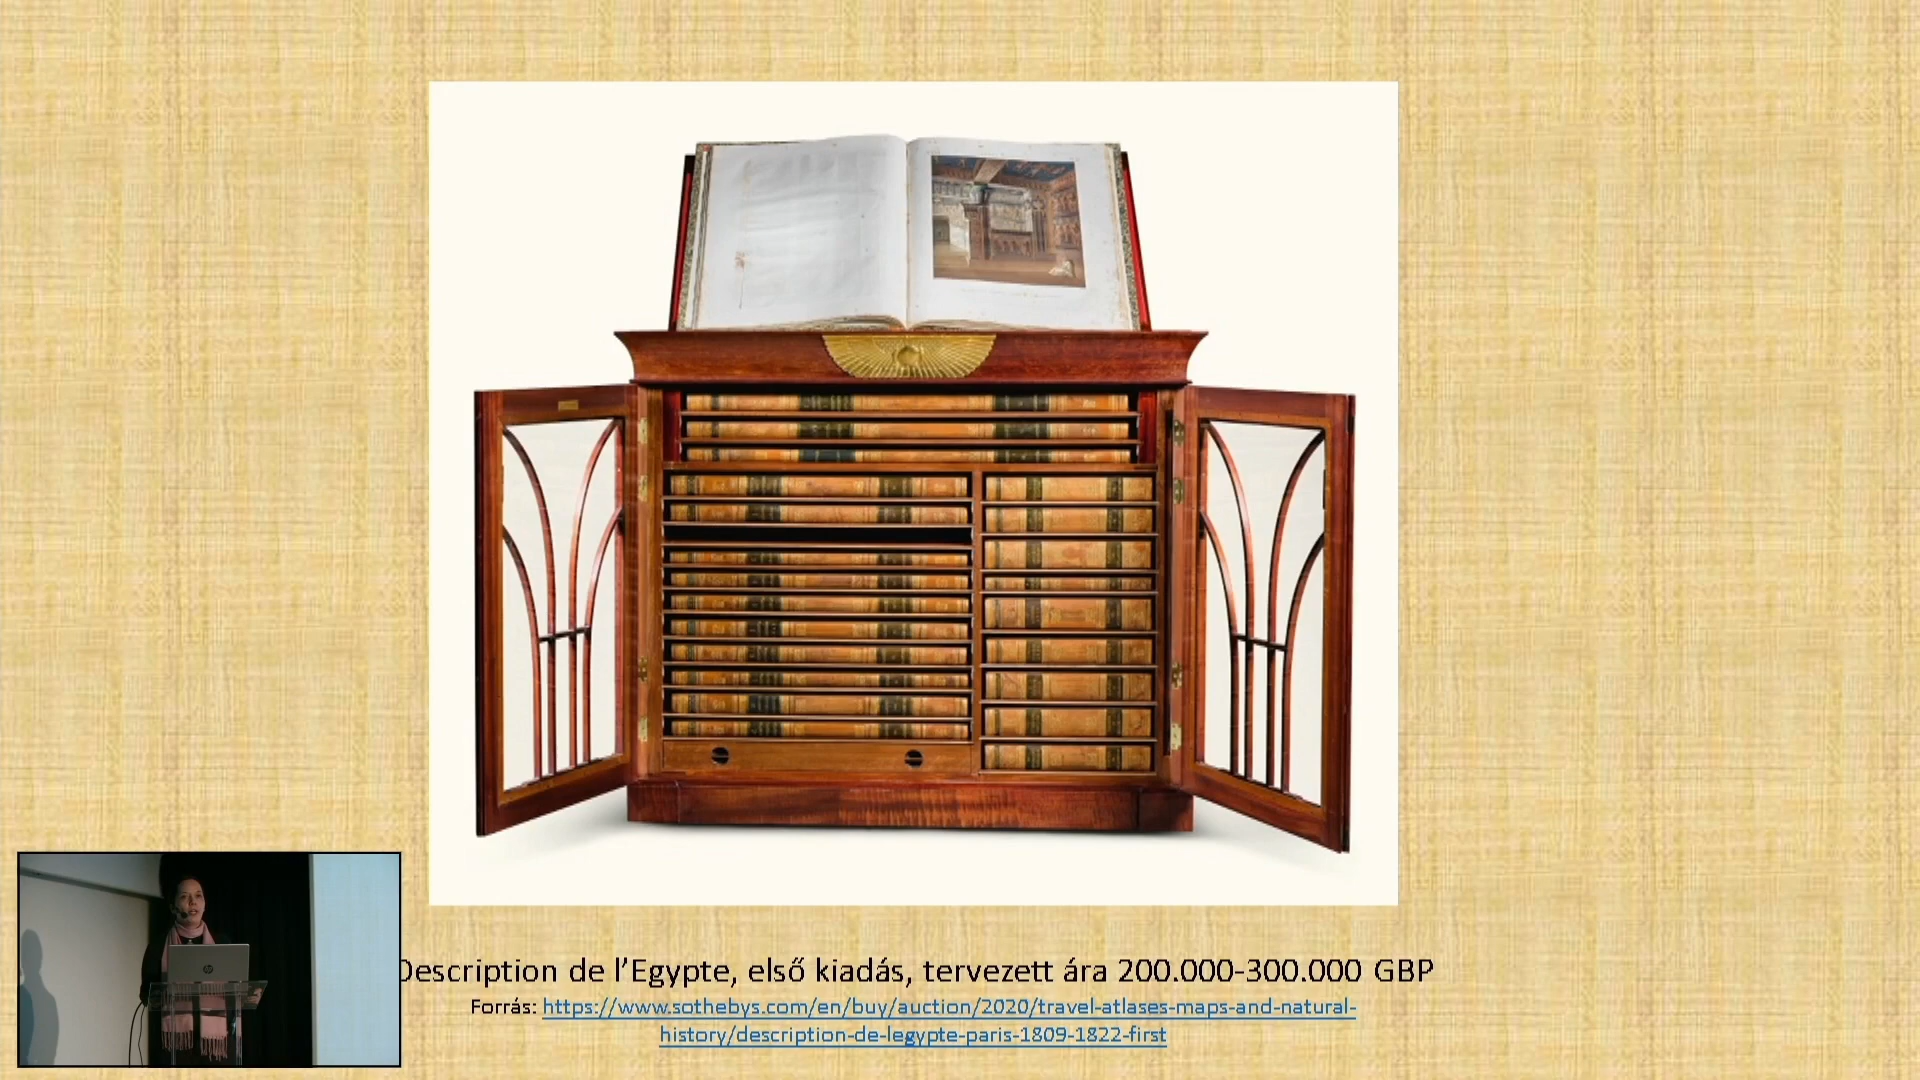 Description de l'Egypte, első kiadás, tervezett ára 200.000-300.000 GBP
Forrás: https://www.sothebys.com/en/buy/auction/2020/travel-atlases-maps-and-natural-
history/description-de-legypte-paris-1809-1822-first